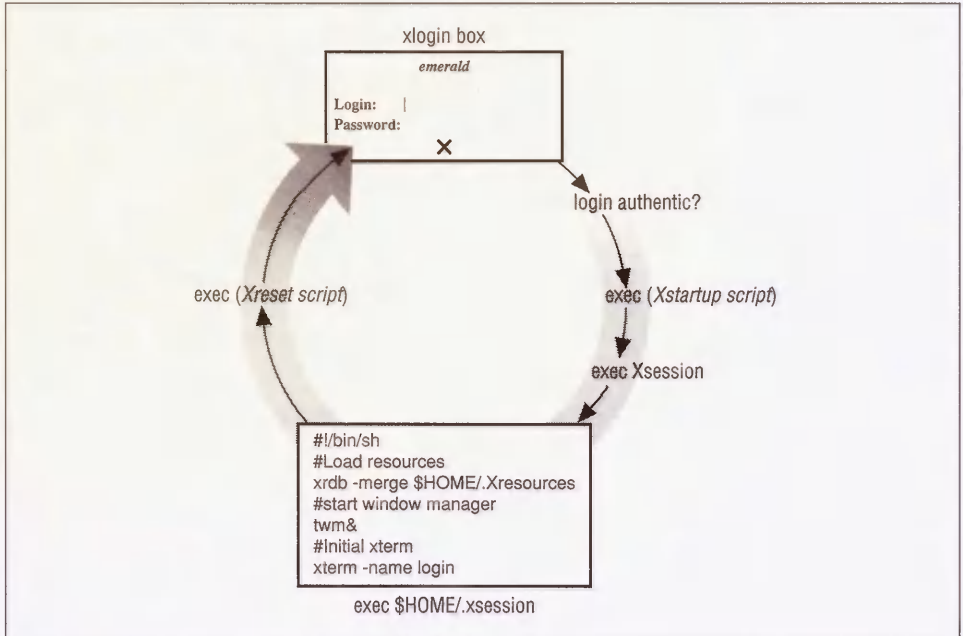 xlogin box
emerald
Login: |
Password:
X
login authentic?
exec (Xreset script)
exec (Xstartup script)
exec Xsession
#!/bin/sh
#Load resources
xrdb -merge $HOME/.Xresources
#start window manager
twm&
#Initial xterm
xterm -name login
exec $HOME/.xsession